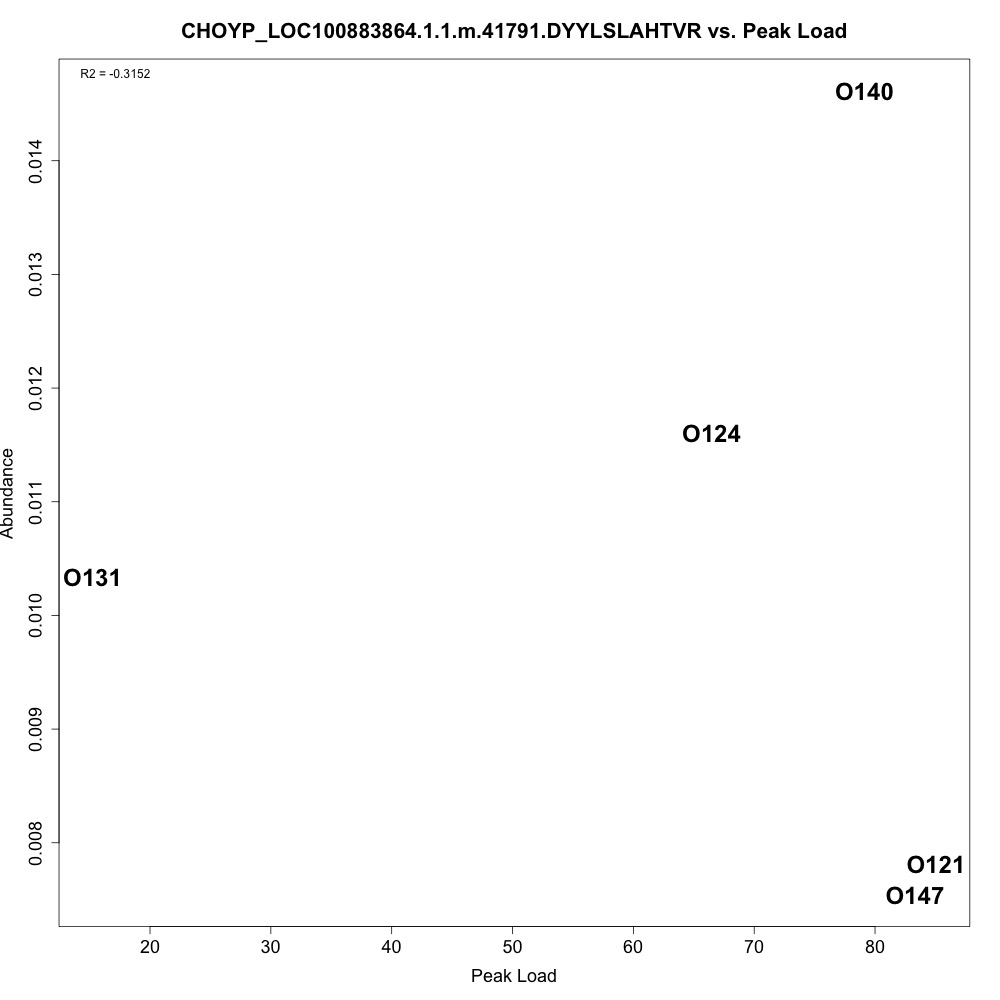 CHOYP_LOC100883864.1.1.m.41791.DYYLSLAHTVR vs. Peak Load
R2 = -0.3152
O140
0.014
0.013
0.012
O124
0.011
Abundance
O131
0.010
0.009
0.008
O121
O147
20 30 40 50 60 70 80
Peak Load